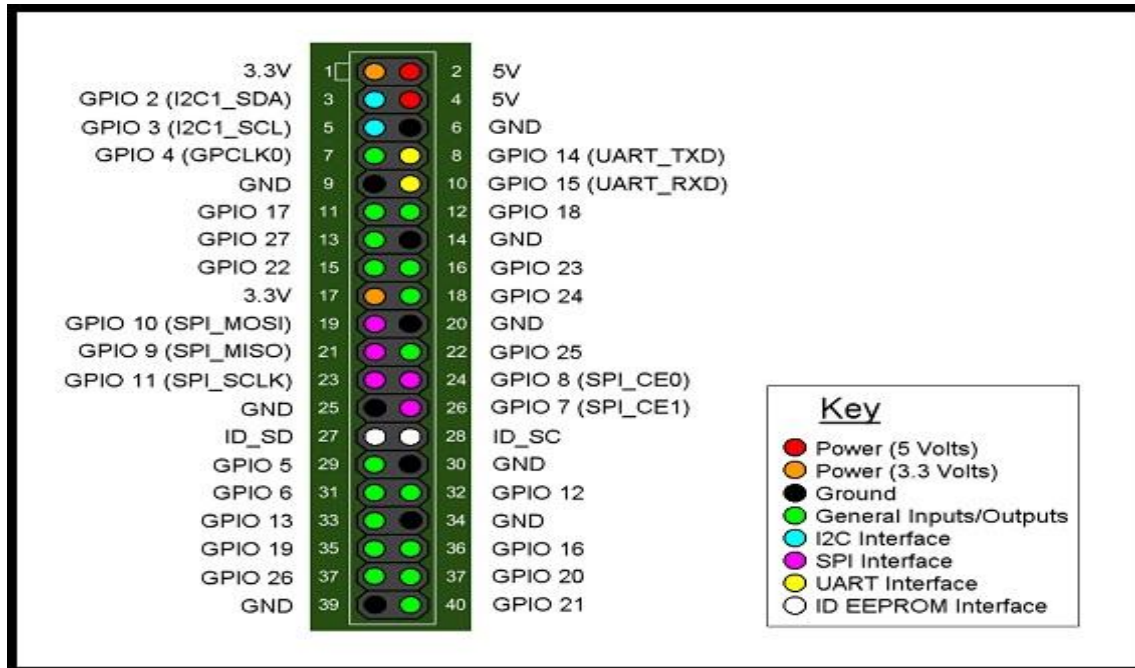 3.3V 1 2 5V
GPIO 2 (I2C1_SDA) 3 4 5V
GPIO 3 (I2C1_SCL) 5 6 GND
GPIO 4 (GPCLK0) 7 8 GPIO 14 (UART_TXD)
GND 9 10 GPIO 15 (UART_RXD)
GPIO 17 11 12 GPIO 18
GPIO 27 13 14 GND
GPIO 22 15 16 GPIO 23
3.3V 17 18 GPIO 24
GPIO 10 (SPI_MOSI) 19 20 GND
GPIO 9 (SPI_MISO) 21 22 GPIO 25
GPIO 11 (SPI_SCLK) 23 24 GPIO 8 (SPI_CE0)
GND 25 26 GPIO 7 (SPI_CE1)
ID_SD 27 28 ID_SC
GPIO 5 29 30 GND
GPIO 6 31 32 GPIO 12
GPIO 13 33 34 GND
GPIO 19 35 36 GPIO 16
GPIO 26 37 37 GPIO 20
GND 39 40 GPIO 21
Key
Power (5 Volts)
Power (3.3 Volts)
Ground
General Inputs/Outputs
I2C Interface
SPI Interface
UART Interface
ID EEPROM Interface